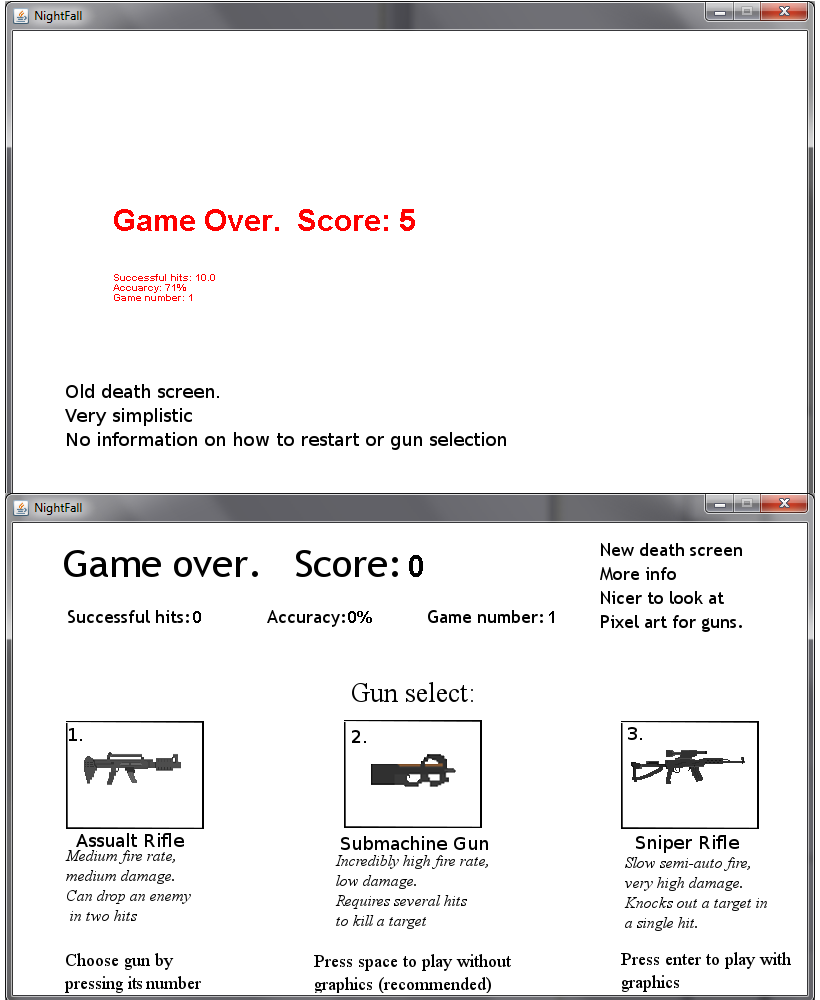 NightFall
Game Over.  Score: 5
Successful hits: 10.0
Accuarcy: 71%
Game number: 1
Old death screen.
Very simplistic
No information on how to restart or gun selection
NightFall
Game over.   Score: 0
Successful hits:0   Accuracy:0%   Game number: 1
New death screen
More info
Nicer to look at
Pixel art for guns.
Gun select:
1.
Assualt Rifle
Medium fire rate,
medium damage.
Can drop an enemy
in two hits
2.
Submachine Gun
Incredibly high fire rate,
low damage.
Requires several hits
to kill a target
3.
Sniper Rifle
Slow semi-auto fire,
very high damage.
Knocks out a target in
a single hit.
Choose gun by
pressing its number
Press space to play without
graphics (recommended)
Press enter to play with
graphics